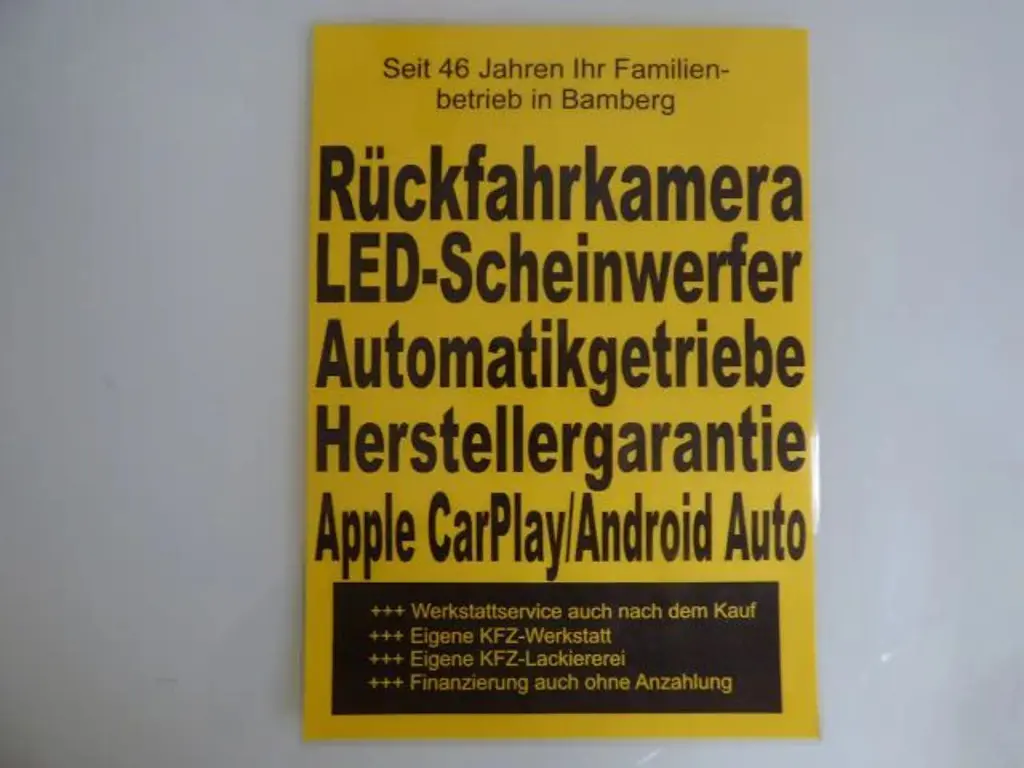 Seit 46 Jahren Ihr Familien-
betrieb in Bamberg
Rückfahrkamera
LED-Scheinwerfer
Automatikgetriebe
Herstellergarantie
Apple CarPlay/Android Auto
+++ Werkstattservice auch nach dem Kauf
+++ Eigene KFZ-Werkstatt
+++ Eigene KFZ-Lackiererei
+++ Finanzierung auch ohne Anzahlung